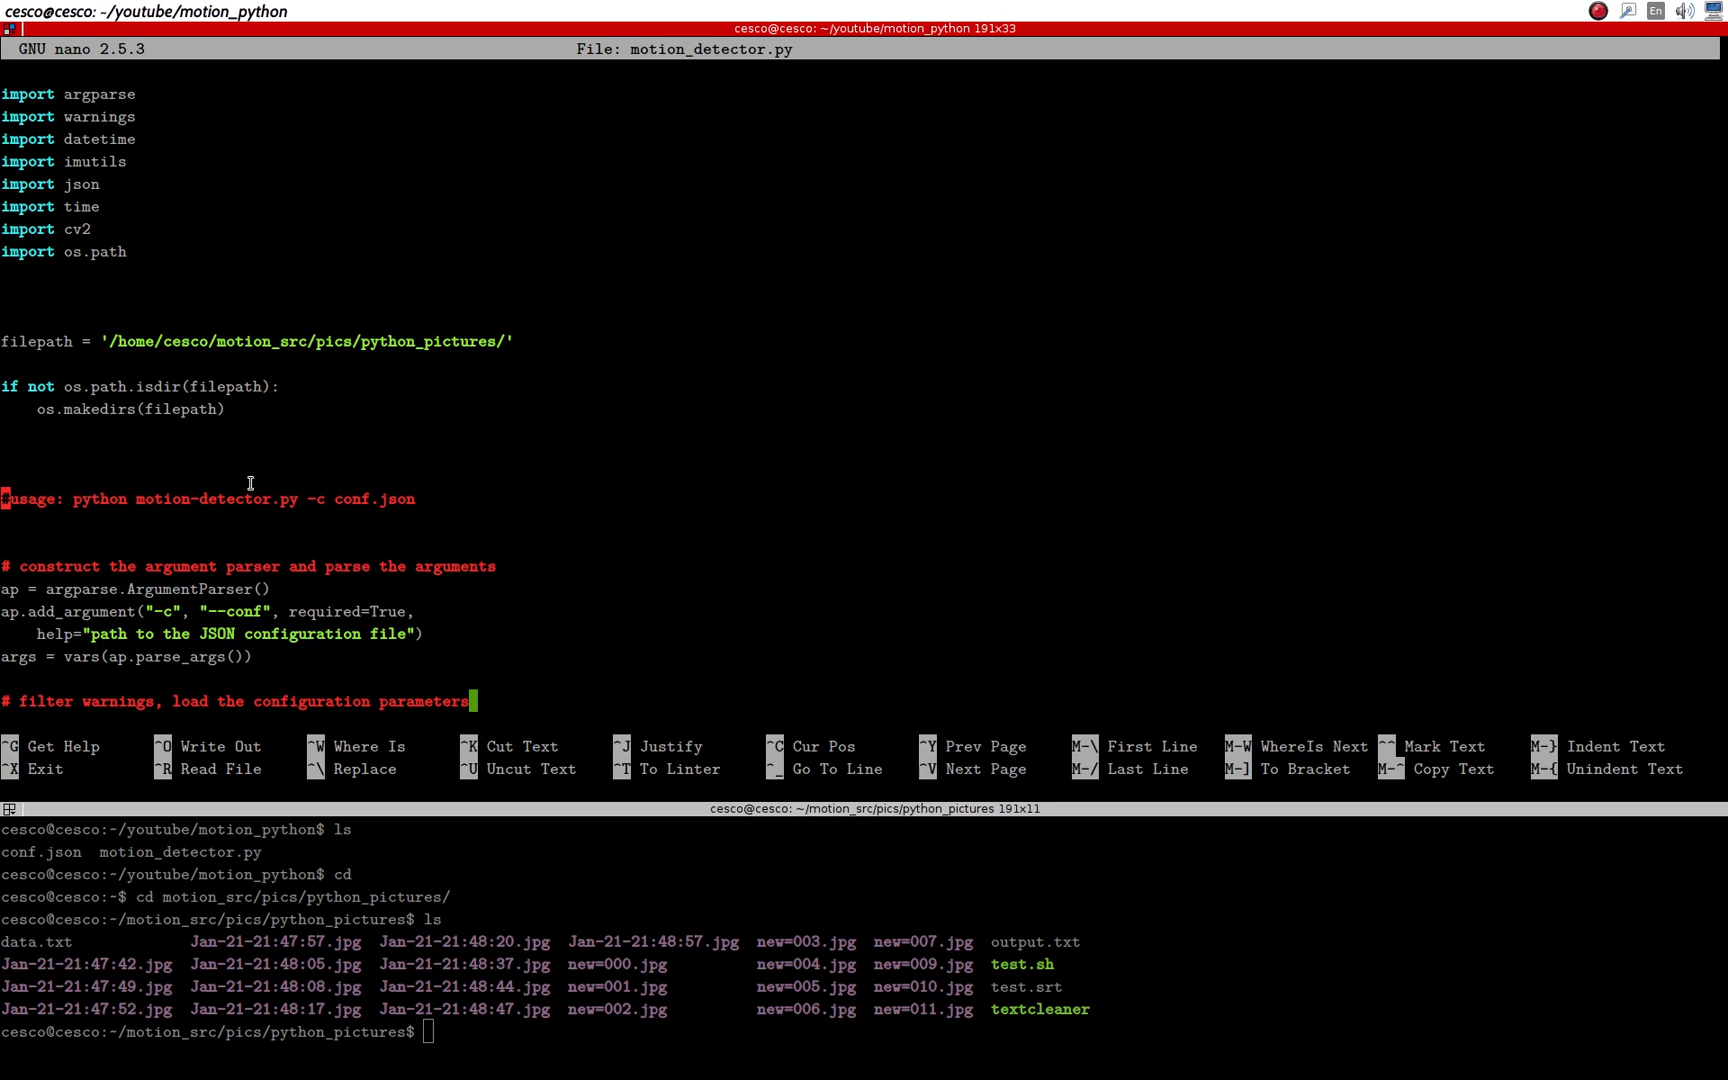 cesco@cesco: ~/youtube/motion_python
En
cesco@cesco: ~/youtube/motion_python 191x33
GNU nano 2.5.3 File: motion_detector.py
import argparse
import warnings
import datetime
import imutils
import json
import time
import cv2
import os.path
filepath = '/home/cesco/motion_src/pics/python_pictures/'
if not os.path.isdir(filepath):
    os.makedirs(filepath)
#usage: python motion-detector.py -c conf.json
# construct the argument parser and parse the arguments
ap = argparse.ArgumentParser()
ap.add_argument("-c", "--conf", required=True,
    help="path to the JSON configuration file")
args = vars(ap.parse_args())
# filter warnings, load the configuration parameters
^G Get Help ^O Write Out ^W Where Is ^K Cut Text ^J Justify ^C Cur Pos ^Y Prev Page M-\ First Line M-W WhereIs Next ^^ Mark Text M-} Indent Text
^X Exit ^R Read File ^\ Replace ^U Uncut Text ^T To Linter ^_ Go To Line ^V Next Page M-/ Last Line M-] To Bracket M-^ Copy Text M-{ Unindent Text
cesco@cesco: ~/motion_src/pics/python_pictures 191x11
cesco@cesco:~/youtube/motion_python$ ls
conf.json motion_detector.py
cesco@cesco:~/youtube/motion_python$ cd
cesco@cesco:~$ cd motion_src/pics/python_pictures/
cesco@cesco:~/motion_src/pics/python_pictures$ ls
data.txt Jan-21-21:47:57.jpg Jan-21-21:48:20.jpg Jan-21-21:48:57.jpg new=003.jpg new=007.jpg output.txt
Jan-21-21:47:42.jpg Jan-21-21:48:05.jpg Jan-21-21:48:37.jpg new=000.jpg new=004.jpg new=009.jpg test.sh
Jan-21-21:47:49.jpg Jan-21-21:48:08.jpg Jan-21-21:48:44.jpg new=001.jpg new=005.jpg new=010.jpg test.srt
Jan-21-21:47:52.jpg Jan-21-21:48:17.jpg Jan-21-21:48:47.jpg new=002.jpg new=006.jpg new=011.jpg textcleaner
cesco@cesco:~/motion_src/pics/python_pictures$